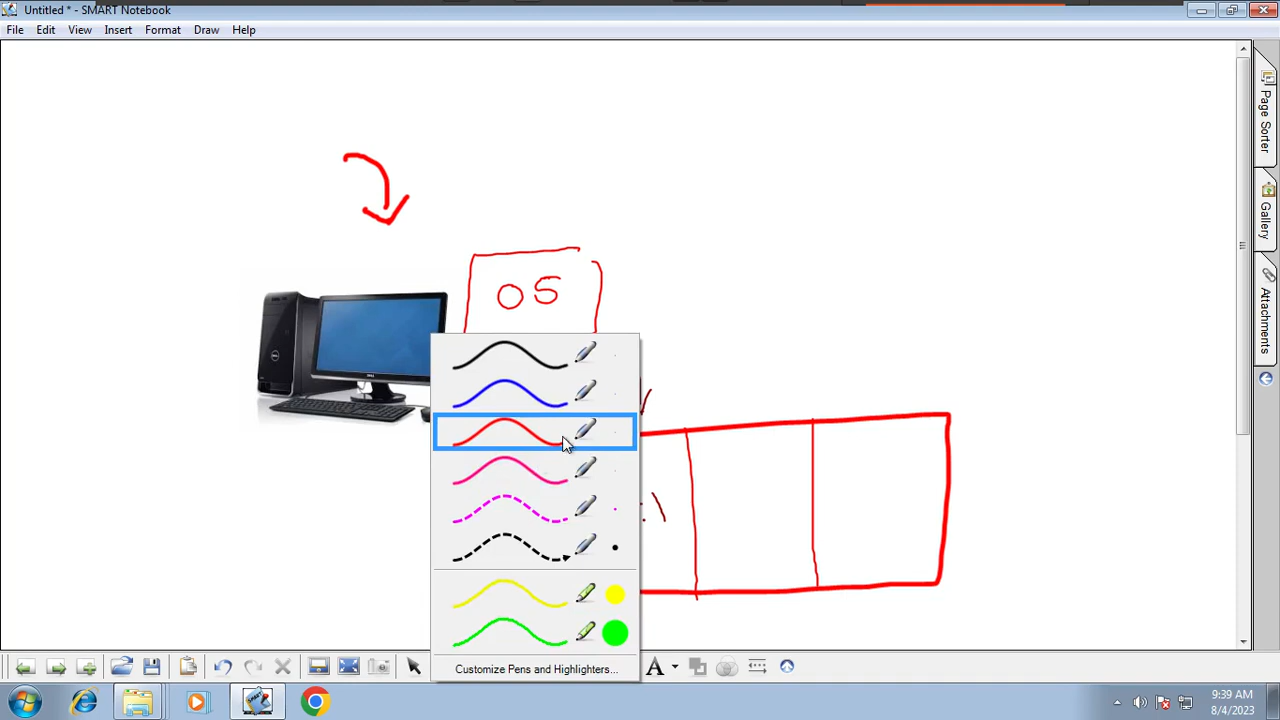 Untitled * - SMART Notebook
File Edit View Insert Format Draw Help
Page Sorter
Gallery
Attachments
OS
DELL
Customize Pens and Highlighters...
A
9:39 AM
8/4/2023